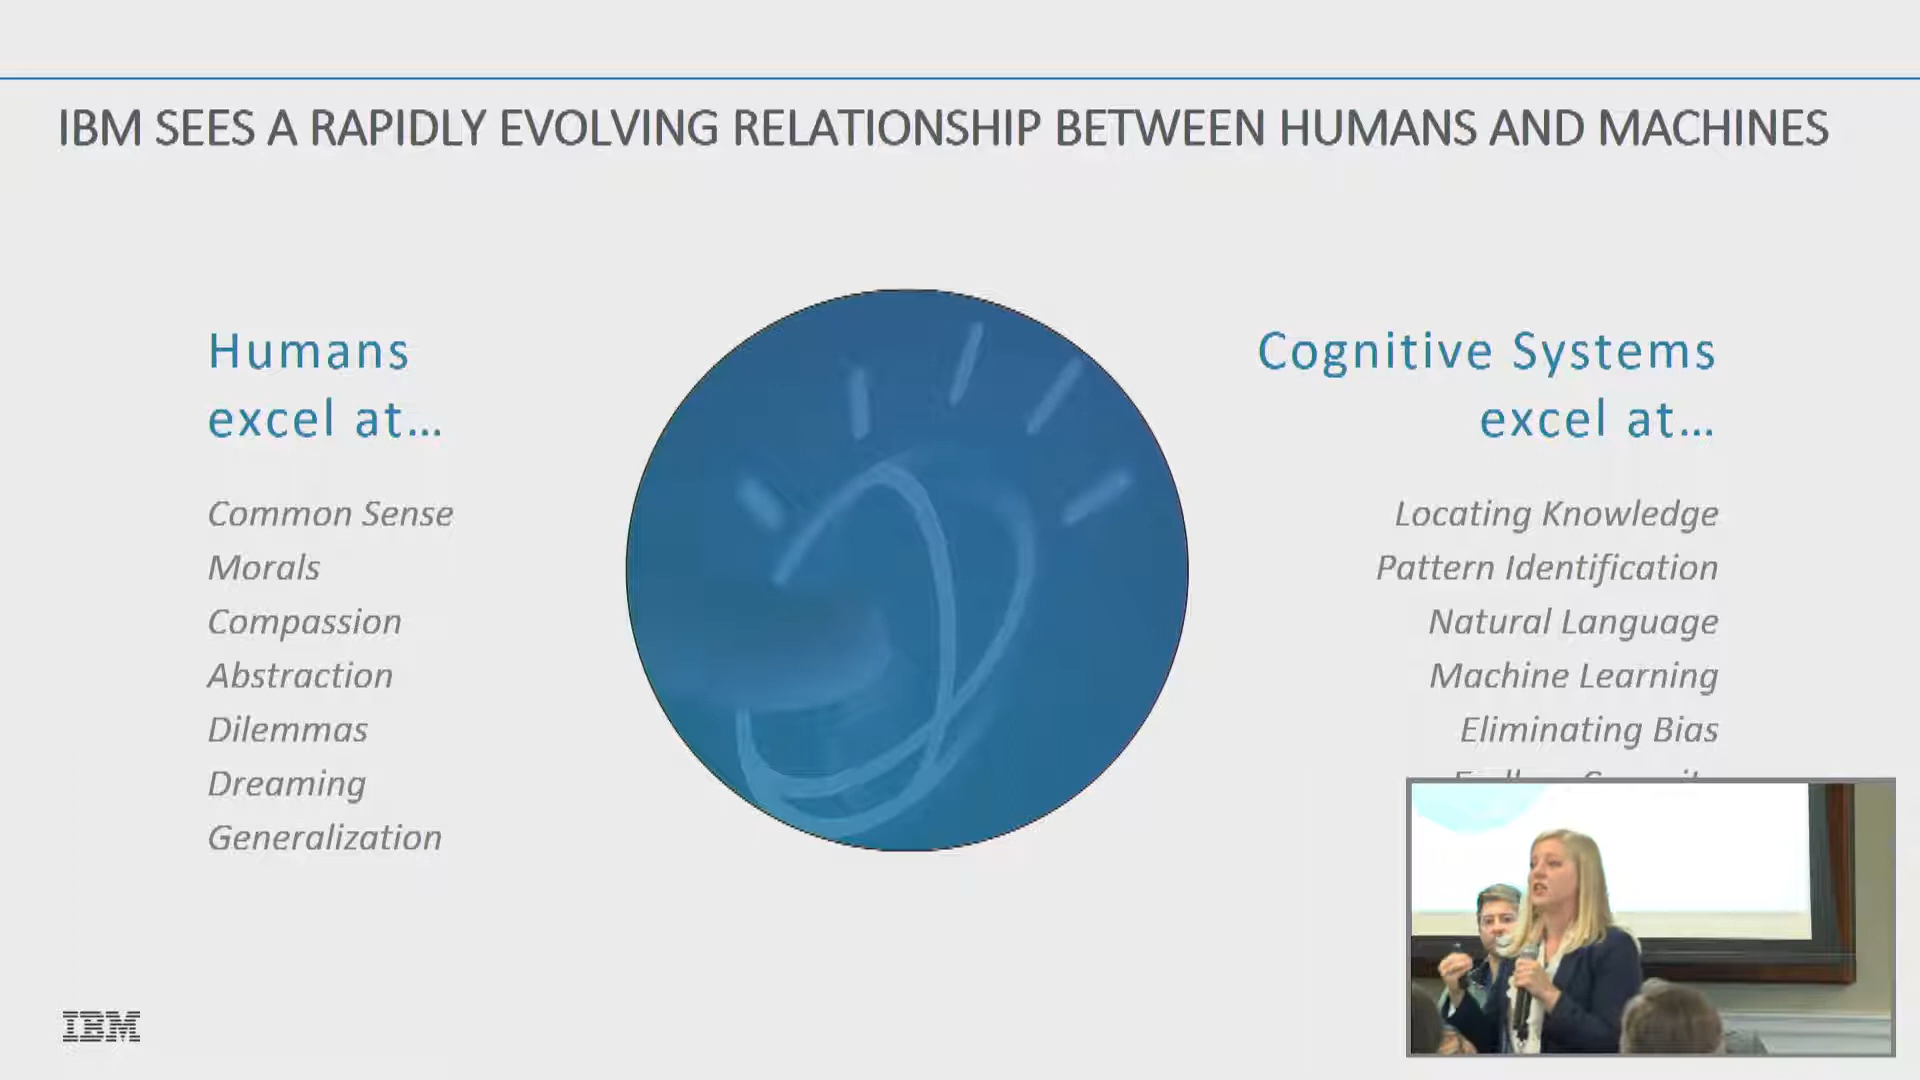 IBM SEES A RAPIDLY EVOLVING RELATIONSHIP BETWEEN HUMANS AND MACHINES
Humans
excel at…
Common Sense
Morals
Compassion
Abstraction
Dilemmas
Dreaming
Generalization
Cognitive Systems
excel at…
Locating Knowledge
Pattern Identification
Natural Language
Machine Learning
Eliminating Bias
IBM